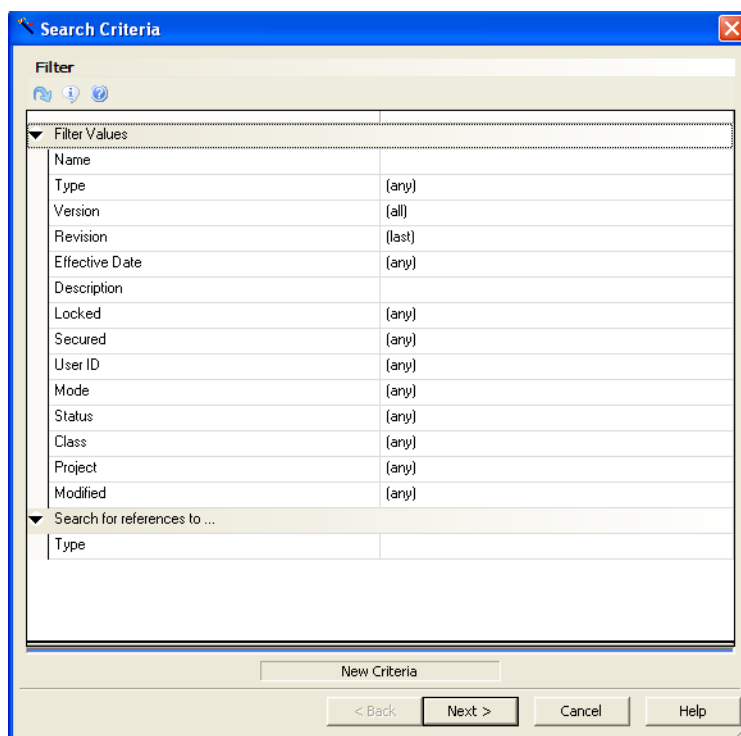 Search Criteria
Filter
Filter Values
Name
Type (any)
Version (all)
Revision (last)
Effective Date (any)
Description
Locked (any)
Secured (any)
User ID (any)
Mode (any)
Status (any)
Class (any)
Project (any)
Modified (any)
Search for references to ...
Type
New Criteria
< Back Next > Cancel Help